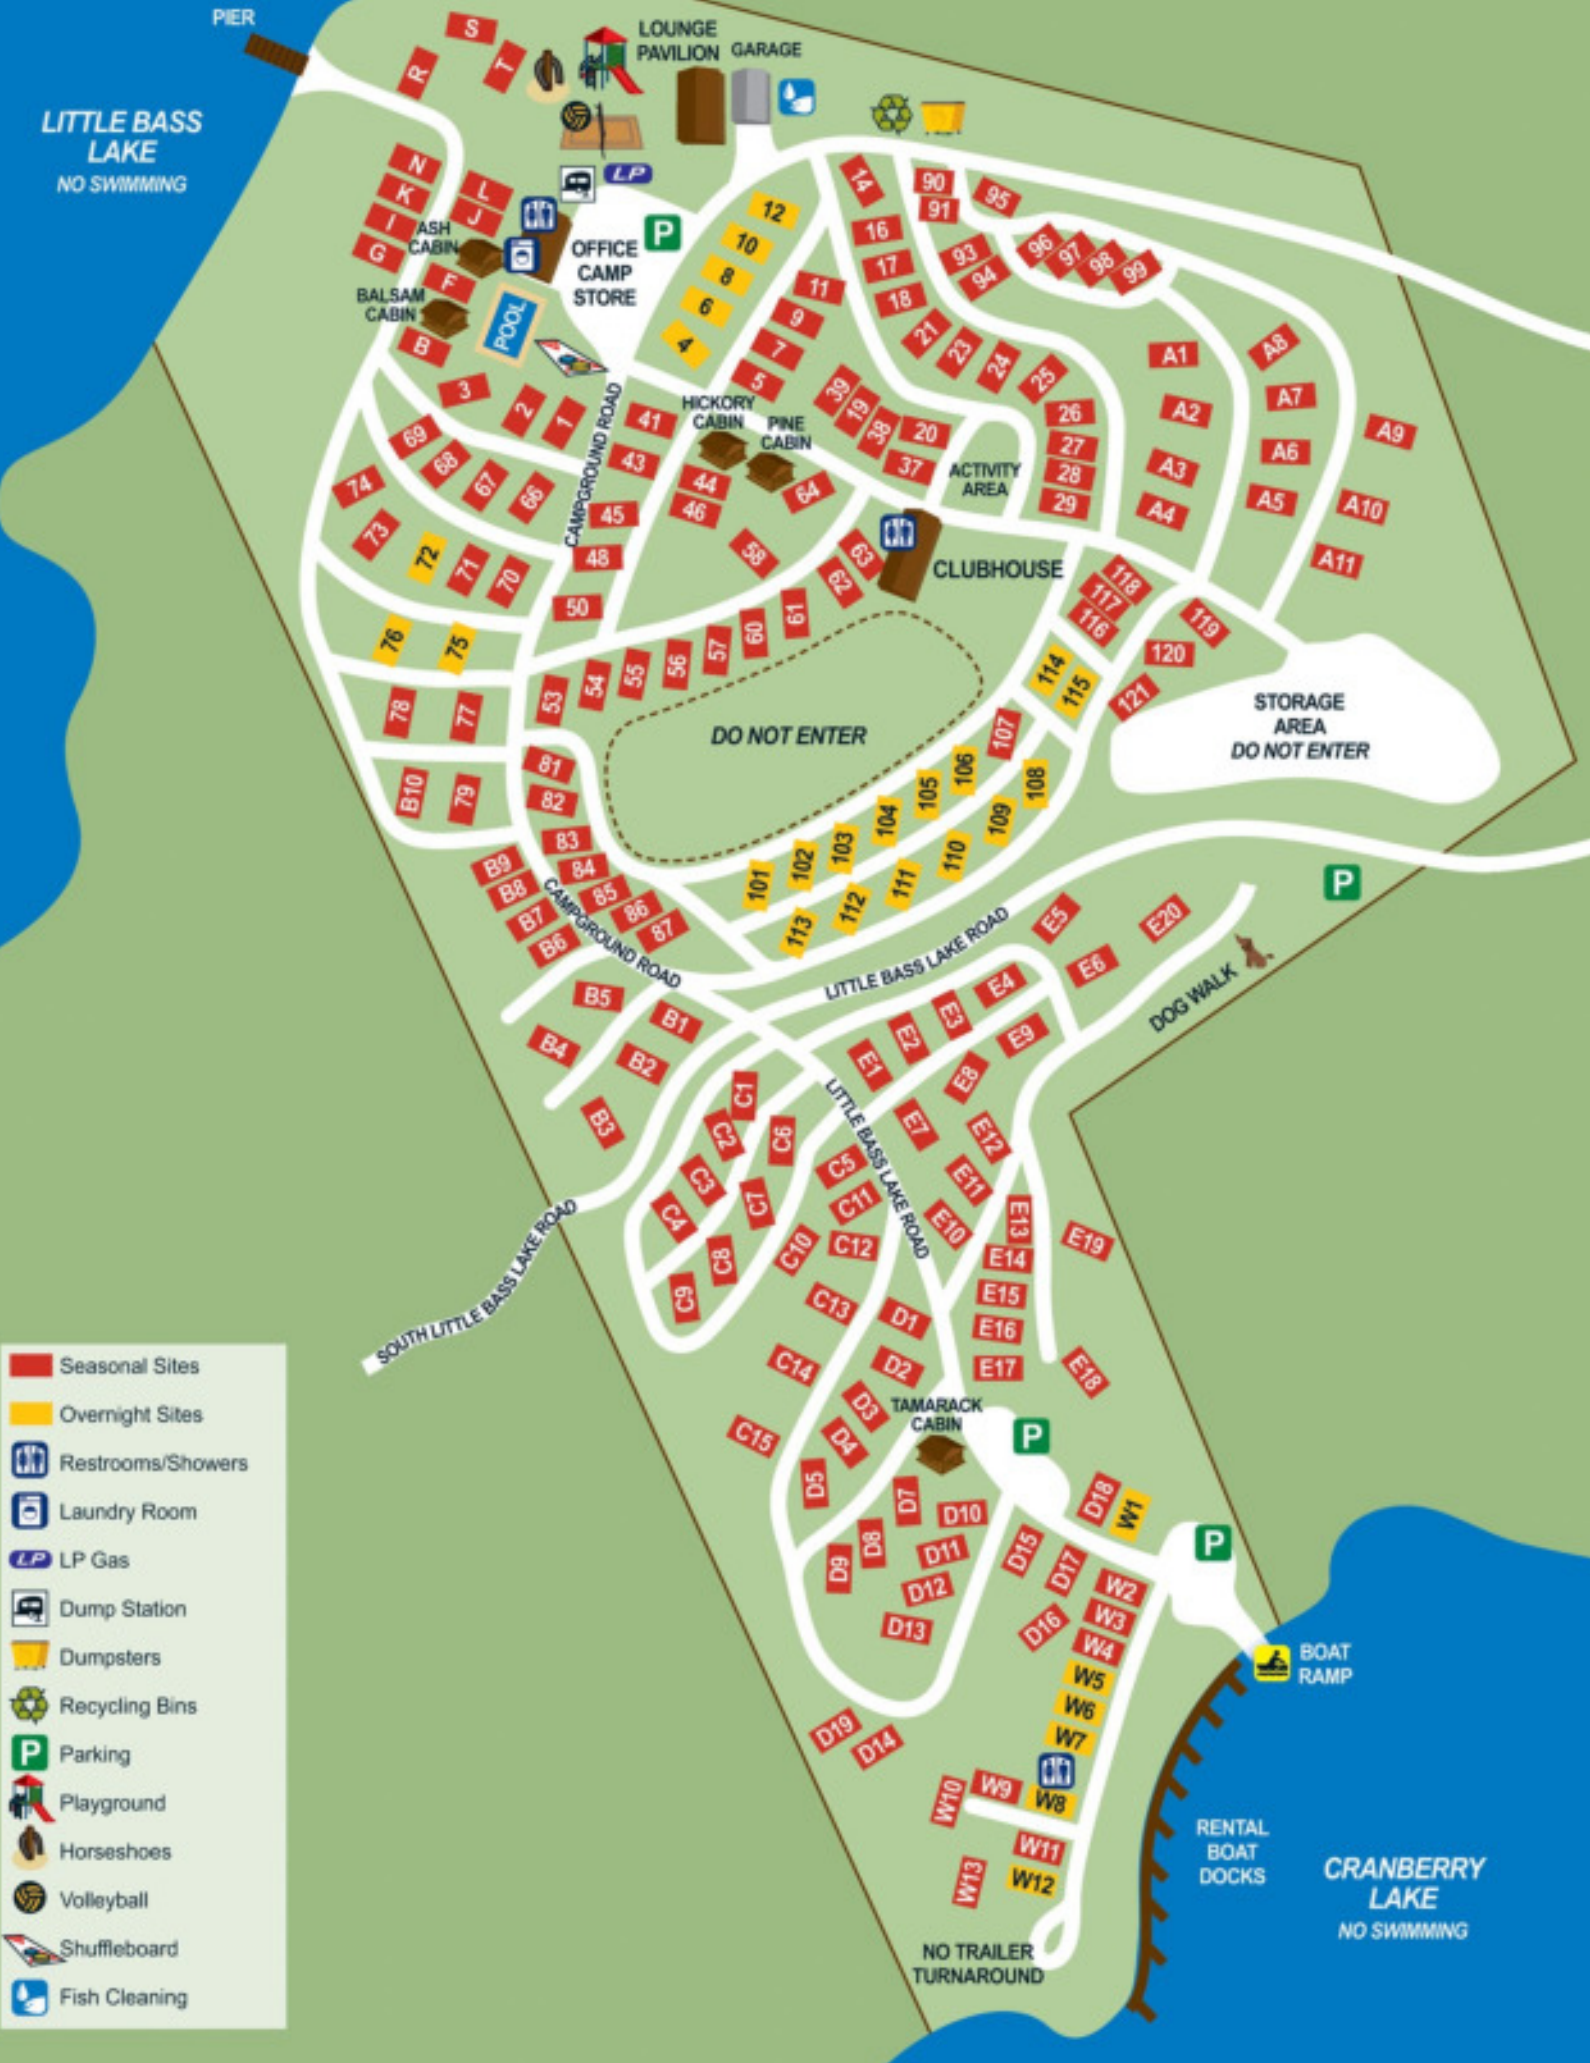 PIER
S
R
T
LOUNGE
PAVILION
GARAGE
LITTLE BASS
LAKE
NO SWIMMING
LP
P
N
K
I
G
L
J
F
B
ASH
CABIN
BALSAM
CABIN
POOL
OFFICE
CAMP
STORE
12
10
8
6
4
14
16
17
18
21
23
24
25
26
27
28
29
90
91
95
93
94
96
97
98
99
11
9
7
5
39
19
38
20
37
A1
A2
A3
A4
A8
A7
A6
A5
A9
A10
A11
3
2
1
41
43
45
48
50
HICKORY
CABIN
PINE
CABIN
44
46
64
58
63
62
ACTIVITY
AREA
CLUBHOUSE
CAMPGROUND ROAD
69
68
67
66
74
73
72
71
70
76
75
78
77
B10
79
53
54
55
56
57
60
61
118
117
116
119
120
121
114
115
DO NOT ENTER
STORAGE
AREA
DO NOT ENTER
107
106
105
104
103
102
101
108
109
110
111
112
113
81
82
83
84
85
86
87
B9
B8
B7
B6
CAMPGROUND ROAD
B5
B4
B1
B2
B3
LITTLE BASS LAKE ROAD
P
DOG WALK
E5
E20
E6
E4
E3
E2
E1
E9
E8
E7
E12
E11
E10
E13
E14
E15
E16
E17
E19
E18
LITTLE BASS LAKE ROAD
SOUTH LITTLE BASS LAKE ROAD
C1
C2
C3
C4
C6
C7
C8
C9
C5
C11
C10
C12
C13
C14
C15
D1
D2
D3
D4
D5
TAMARACK
CABIN
P
D7
D8
D9
D10
D11
D12
D13
D15
D17
D16
D18
W1
P
W2
W3
W4
W5
W6
W7
W8
W9
W10
W11
W12
W13
D19
D14
BOAT
RAMP
RENTAL
BOAT
DOCKS
CRANBERRY
LAKE
NO SWIMMING
NO TRAILER
TURNAROUND
Seasonal Sites
Overnight Sites
Restrooms/Showers
Laundry Room
LP LP Gas
Dump Station
Dumpsters
Recycling Bins
P Parking
Playground
Horseshoes
Volleyball
Shuffleboard
Fish Cleaning